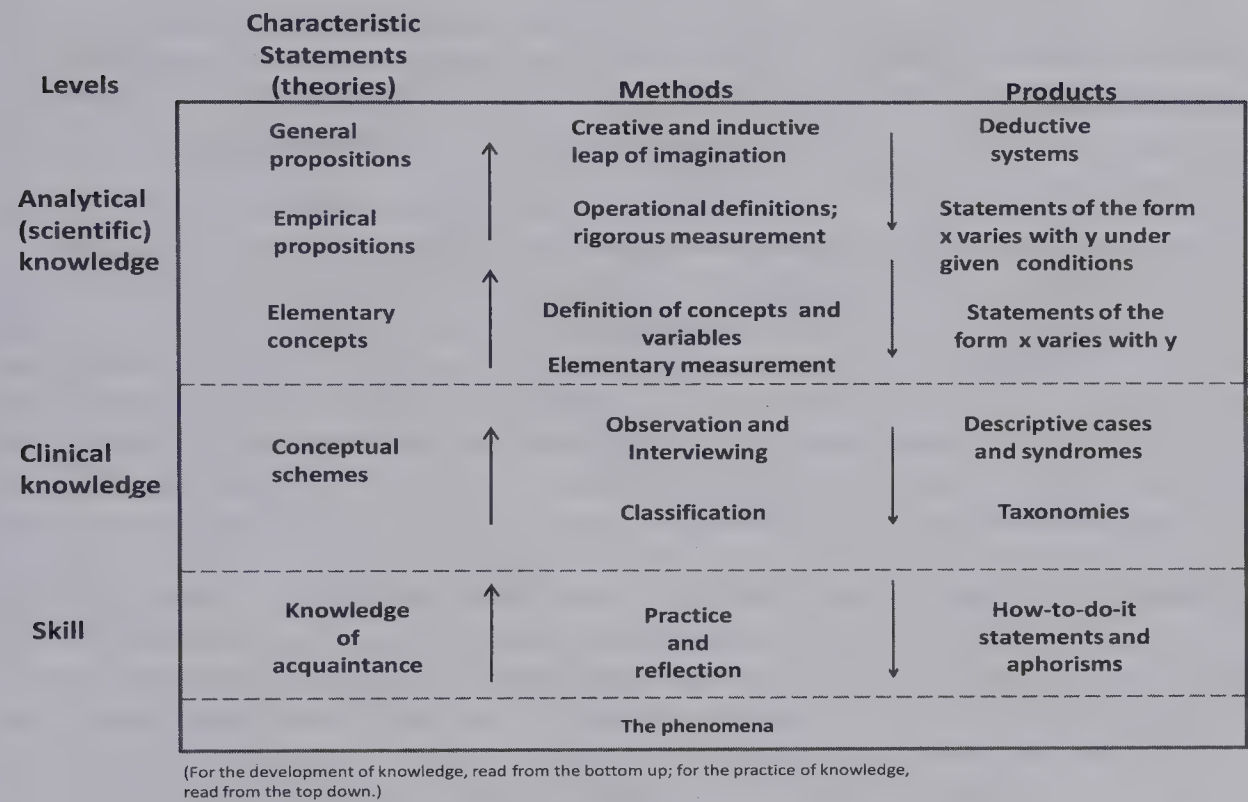 Characteristic
Statements
(theories)
Levels
Methods
Products
General
propositions
Creative and inductive
leap of imagination
Deductive
systems
Analytical
(scientific)
knowledge
Empirical
propositions
Operational definitions;
rigorous measurement
Statements of the form
x varies with y under
given conditions
Elementary
concepts
Definition of concepts and
variables
Elementary measurement
Statements of the
form x varies with y
Clinical
knowledge
Conceptual
schemes
Observation and
Interviewing
Classification
Descriptive cases
and syndromes
Taxonomies
Skill
Knowledge
of
acquaintance
Practice
and
reflection
How-to-do-it
statements and
aphorisms
The phenomena
(For the development of knowledge, read from the bottom up; for the practice of knowledge,
read from the top down.)